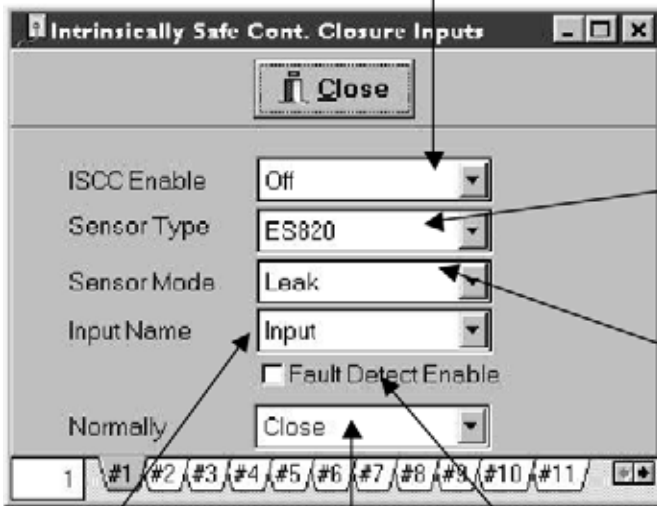 Intrinsically Safe Cont. Closure Inputs
Close
ISCC Enable Off
Sensor Type ES820
Sensor Mode Leak
Input Name Input
Fault Detect Enable
Normally Close
1 #1 #2 #3 #4 #5 #6 #7 #8 #9 #10 #11